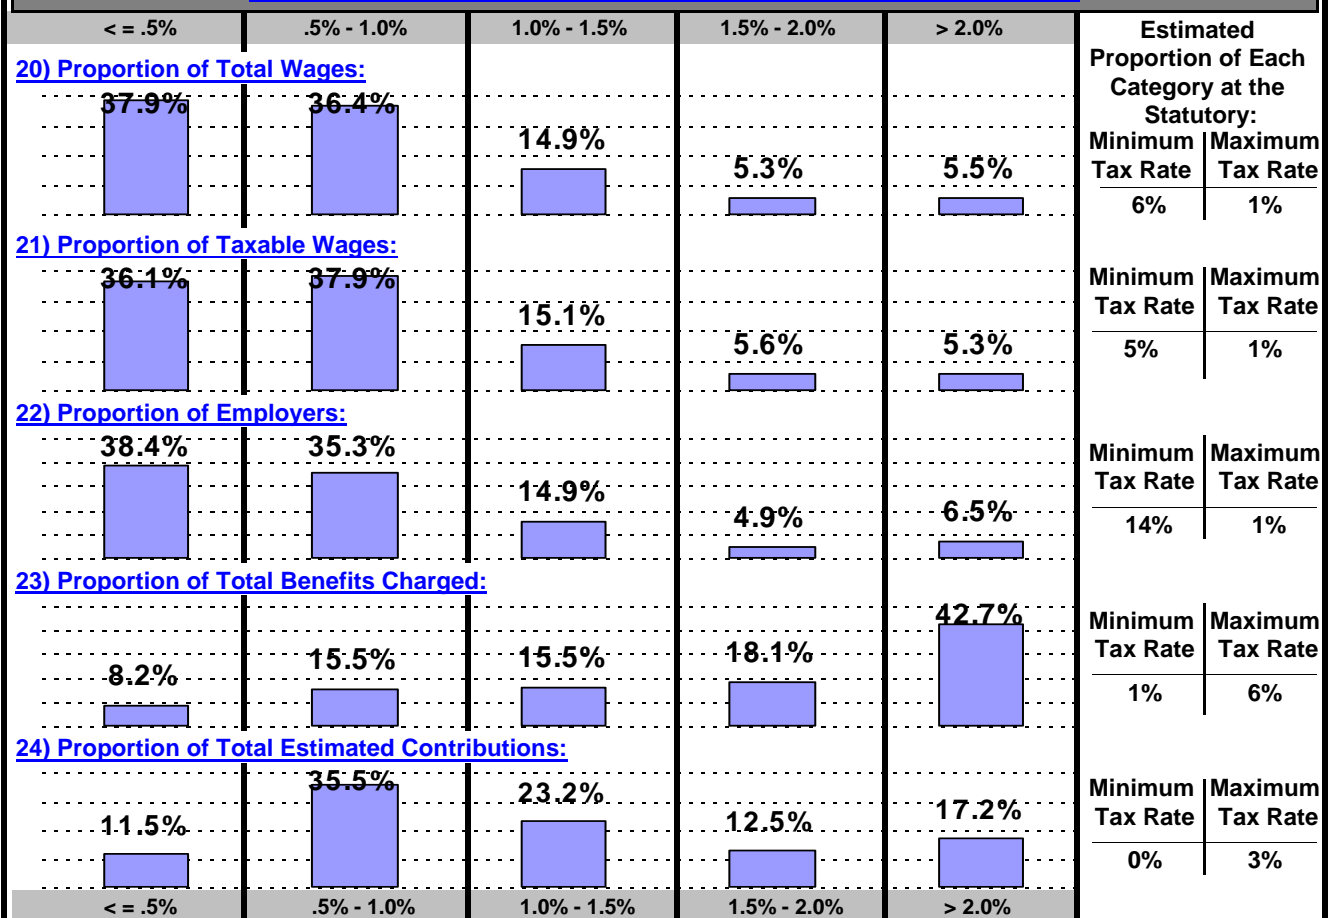 < = .5% .5% - 1.0% 1.0% - 1.5% 1.5% - 2.0% > 2.0%
Estimated
Proportion of Each
Category at the
Statutory:
20) Proportion of Total Wages:
37.9% 36.4% 14.9% 5.3% 5.5%
Minimum Maximum
Tax Rate Tax Rate
6% 1%
21) Proportion of Taxable Wages:
36.1% 37.9% 15.1% 5.6% 5.3%
Minimum Maximum
Tax Rate Tax Rate
5% 1%
22) Proportion of Employers:
38.4% 35.3% 14.9% 4.9% 6.5%
Minimum Maximum
Tax Rate Tax Rate
14% 1%
23) Proportion of Total Benefits Charged:
8.2% 15.5% 15.5% 18.1% 42.7%
Minimum Maximum
Tax Rate Tax Rate
1% 6%
24) Proportion of Total Estimated Contributions:
11.5% 35.5% 23.2% 12.5% 17.2%
Minimum Maximum
Tax Rate Tax Rate
0% 3%
< = .5% .5% - 1.0% 1.0% - 1.5% 1.5% - 2.0% > 2.0%